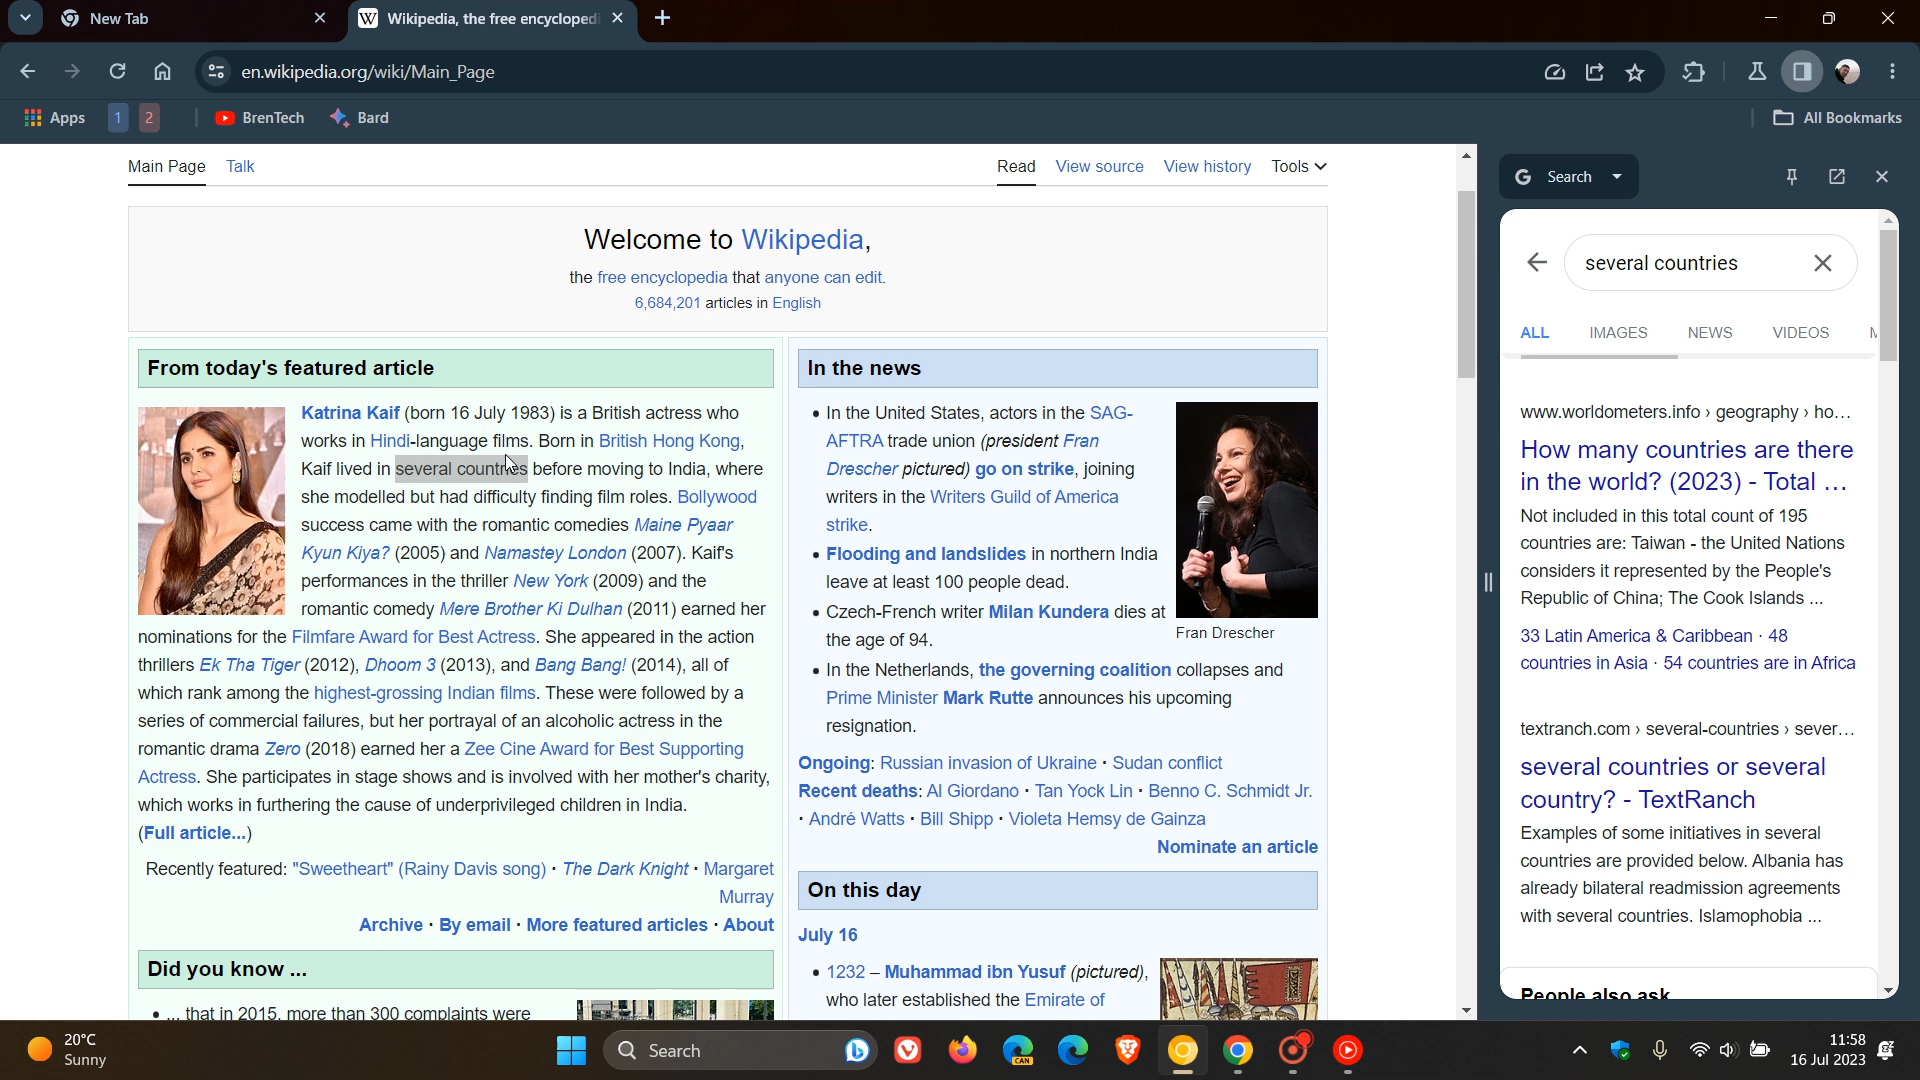 New Tab
Wikipedia, the free encyclopedi
en.wikipedia.org/wiki/Main_Page
Apps
1
2
BrenTech
Bard
All Bookmarks
Main Page
Talk
Read
View source
View history
Tools
Welcome to Wikipedia,
the free encyclopedia that anyone can edit.
6,684,201 articles in English
From today's featured article
Katrina Kaif (born 16 July 1983) is a British actress who
works in Hindi-language films. Born in British Hong Kong,
Kaif lived in several countries before moving to India, where
she modelled but had difficulty finding film roles. Bollywood
success came with the romantic comedies Maine Pyaar
Kyun Kiya? (2005) and Namastey London (2007). Kaif's
performances in the thriller New York (2009) and the
romantic comedy Mere Brother Ki Dulhan (2011) earned her
nominations for the Filmfare Award for Best Actress. She appeared in the action
thrillers Ek Tha Tiger (2012), Dhoom 3 (2013), and Bang Bang! (2014), all of
which rank among the highest-grossing Indian films. These were followed by a
series of commercial failures, but her portrayal of an alcoholic actress in the
romantic drama Zero (2018) earned her a Zee Cine Award for Best Supporting
Actress. She participates in stage shows and is involved with her mother's charity,
which works in furthering the cause of underprivileged children in India.
(Full article...)
Recently featured: "Sweetheart" (Rainy Davis song) · The Dark Knight · Margaret
Murray
Archive · By email · More featured articles · About
Did you know ...
... that in 2015, more than 300 complaints were
In the news
In the United States, actors in the SAG-
AFTRA trade union (president Fran
Drescher pictured) go on strike, joining
writers in the Writers Guild of America
strike.
Flooding and landslides in northern India
leave at least 100 people dead.
Czech-French writer Milan Kundera dies at
the age of 94.
In the Netherlands, the governing coalition collapses and
Prime Minister Mark Rutte announces his upcoming
resignation.
Fran Drescher
Ongoing: Russian invasion of Ukraine · Sudan conflict
Recent deaths: Al Giordano · Tan Yock Lin · Benno C. Schmidt Jr.
· André Watts · Bill Shipp · Violeta Hemsy de Gainza
Nominate an article
On this day
July 16
1232 – Muhammad ibn Yusuf (pictured),
who later established the Emirate of
Search
several countries
ALL
IMAGES
NEWS
VIDEOS
www.worldometers.info › geography › ho...
How many countries are there
in the world? (2023) - Total ...
Not included in this total count of 195
countries are: Taiwan - the United Nations
considers it represented by the People's
Republic of China; The Cook Islands ...
33 Latin America & Caribbean · 48
countries in Asia · 54 countries are in Africa
textranch.com › several-countries › sever...
several countries or several
country? - TextRanch
Examples of some initiatives in several
countries are provided below. Albania has
already bilateral readmission agreements
with several countries. Islamophobia ...
People also ask
20°C
Sunny
Search
CAN
11:58
16 Jul 2023